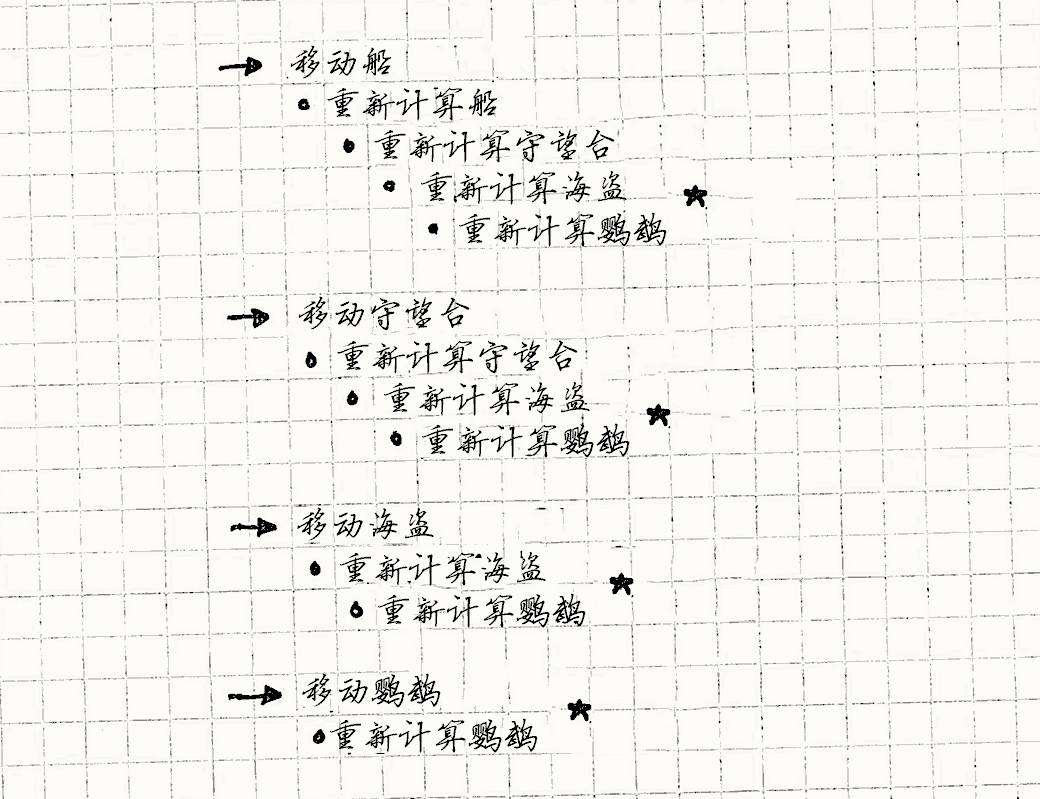 → 移动船
• 重新计算船
• 重新计算守望台
• 重新计算海盗 ★
• 重新计算鹦鹉
→ 移动守望台
• 重新计算守望台
• 重新计算海盗 ★
• 重新计算鹦鹉
→ 移动海盗
• 重新计算海盗 ★
• 重新计算鹦鹉
→ 移动鹦鹉 ★
• 重新计算鹦鹉